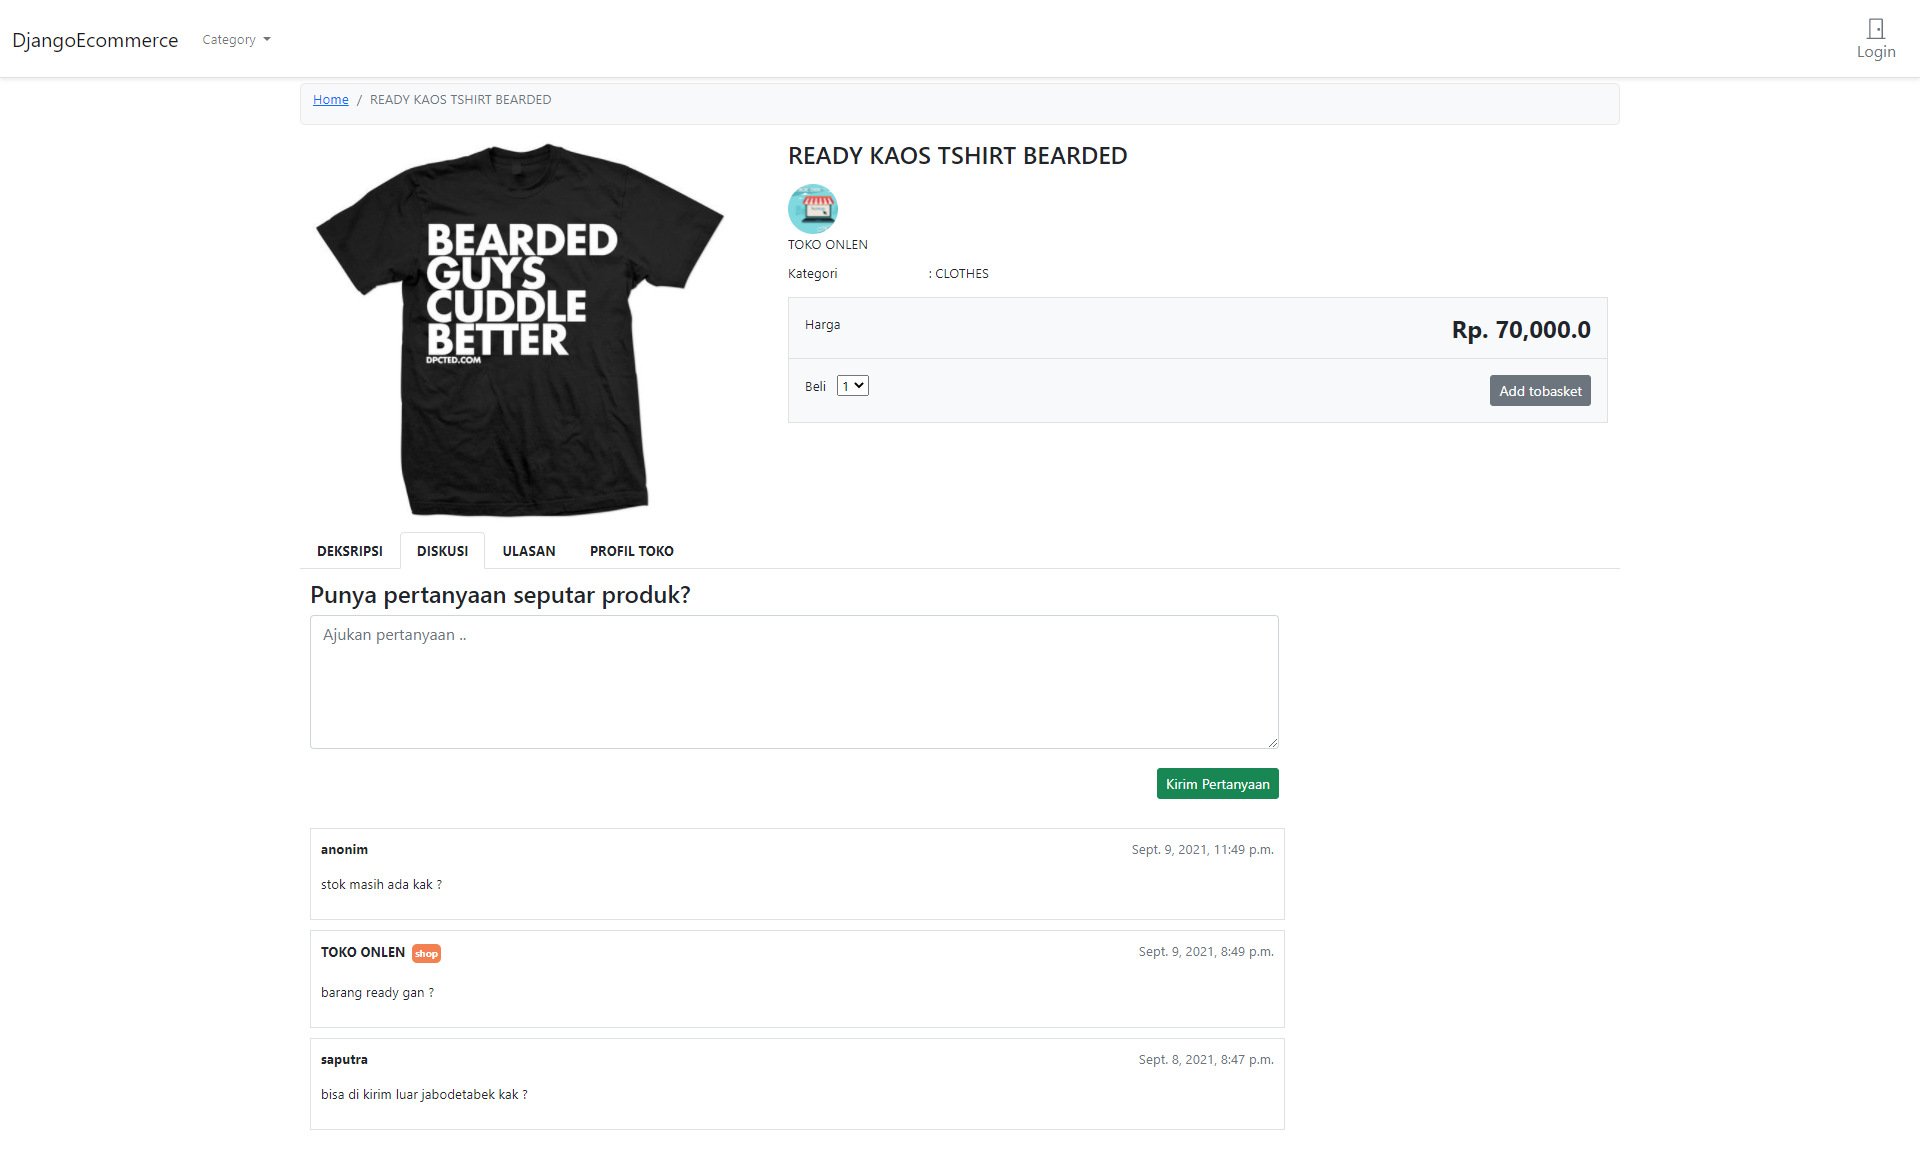 DjangoEcommerce
Category
Login
Home / READY KAOS TSHIRT BEARDED
BEARDED
GUYS
CUDDLE
BETTER
DPCTED.COM
READY KAOS TSHIRT BEARDED
TOKO ONLEN
Kategori : CLOTHES
Harga Rp. 70,000.0
Beli 1 Add tobasket
DEKSRIPSI DISKUSI ULASAN PROFIL TOKO
Punya pertanyaan seputar produk?
Ajukan pertanyaan ..
Kirim Pertanyaan
anonim Sept. 9, 2021, 11:49 p.m.
stok masih ada kak ?
TOKO ONLEN shop Sept. 9, 2021, 8:49 p.m.
barang ready gan ?
saputra Sept. 8, 2021, 8:47 p.m.
bisa di kirim luar jabodetabek kak ?